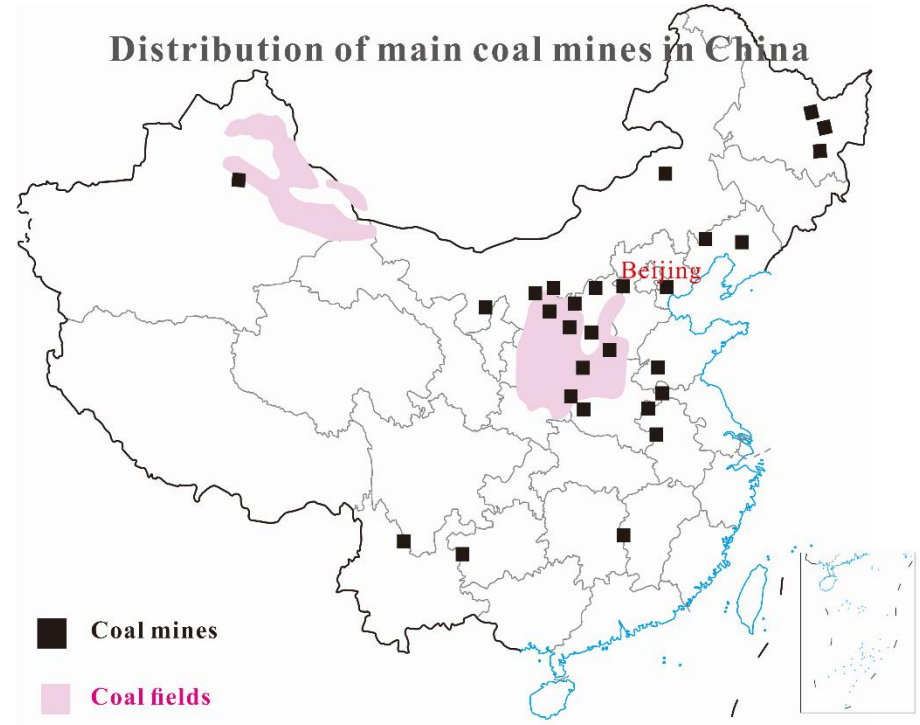 Distribution of main coal mines in China
Beijing
Coal mines
Coal fields